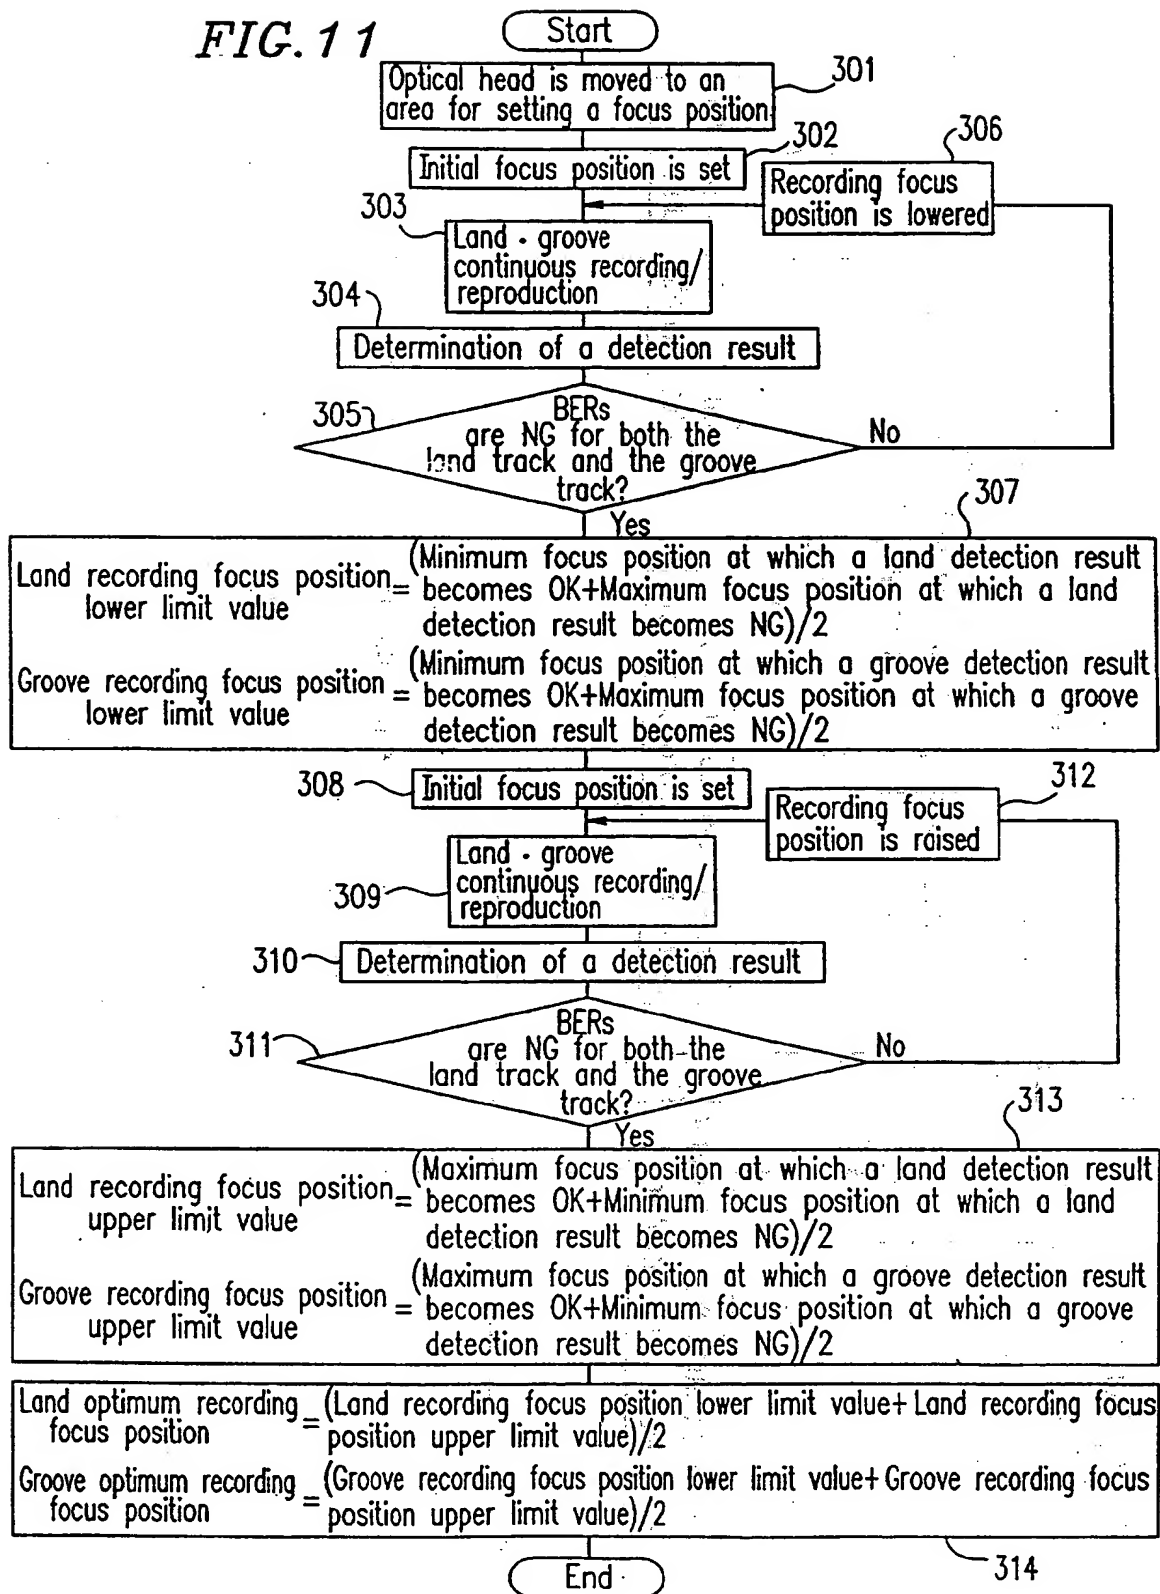 FIG. 11
Start
301
Optical head is moved to an
area for setting a focus position
302
Initial focus position is set
306
Recording focus
position is lowered
303
Land · groove
continuous recording/
reproduction
304
Determination of a detection result
305
BERs
are NG for both the
land track and the groove
track?
No
Yes
307
Land recording focus position
lower limit value
=
(Minimum focus position at which a land detection result
becomes OK+Maximum focus position at which a land
detection result becomes NG)/2
Groove recording focus position
lower limit value
=
(Minimum focus position at which a groove detection result
becomes OK+Maximum focus position at which a groove
detection result becomes NG)/2
308
Initial focus position is set
312
Recording focus
position is raised
309
Land · groove
continuous recording/
reproduction
310
Determination of a detection result
311
BERs
are NG for both the
land track and the groove
track?
No
Yes
313
Land recording focus position
upper limit value
=
(Maximum focus position at which a land detection result
becomes OK+Minimum focus position at which a land
detection result becomes NG)/2
Groove recording focus position
upper limit value
=
(Maximum focus position at which a groove detection result
becomes OK+Minimum focus position at which a groove
detection result becomes NG)/2
Land optimum recording
focus position
=
(Land recording focus position lower limit value+Land recording focus
position upper limit value)/2
Groove optimum recording
focus position
=
(Groove recording focus position lower limit value+Groove recording focus
position upper limit value)/2
314
End